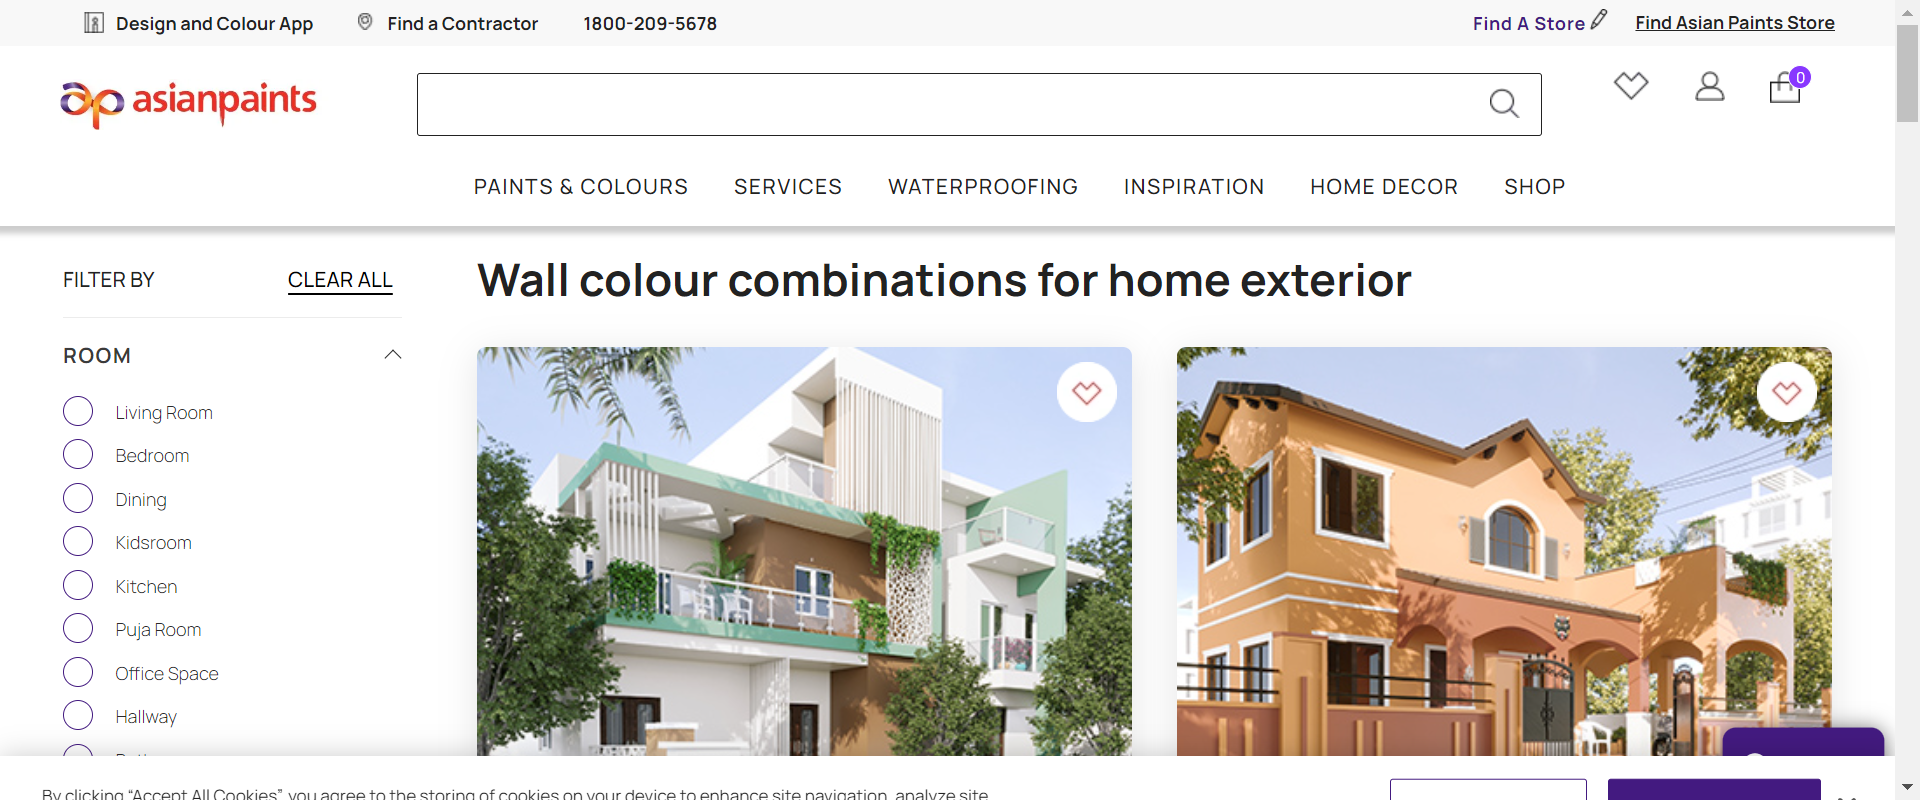 Design and Colour App
Find a Contractor
1800-209-5678
Find A Store
Find Asian Paints Store
ap asianpaints
0
PAINTS & COLOURS
SERVICES
WATERPROOFING
INSPIRATION
HOME DECOR
SHOP
FILTER BY
CLEAR ALL
Wall colour combinations for home exterior
ROOM
Living Room
Bedroom
Dining
Kidsroom
Kitchen
Puja Room
Office Space
Hallway
By clicking “Accept All Cookies”, you agree to the storing of cookies on your device to enhance site navigation, analyze site